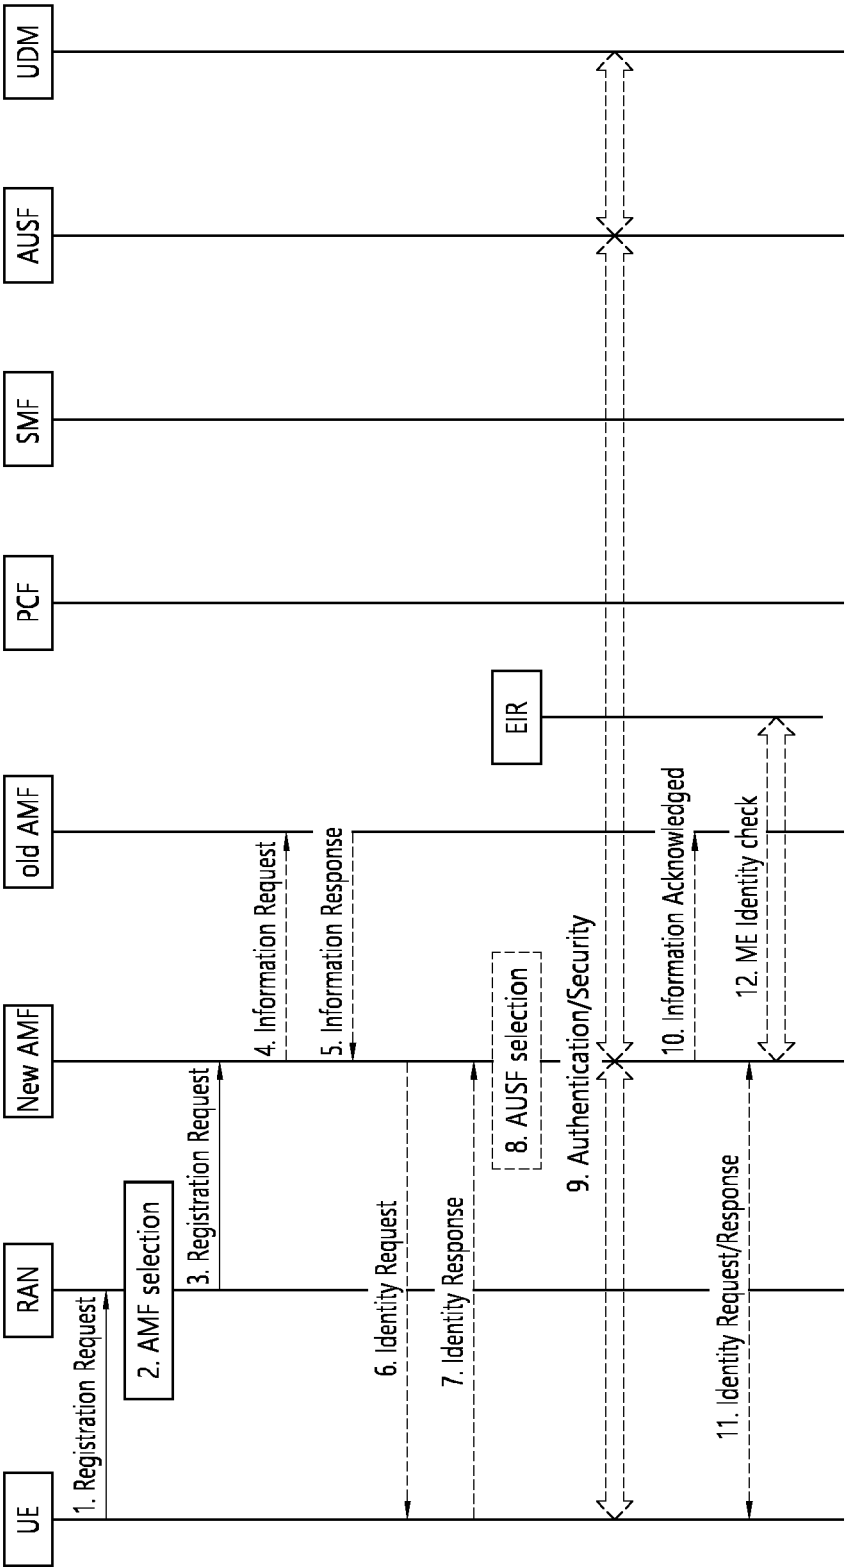 UE
RAN
New AMF
old AMF
PCF
SMF
AUSF
UDM
1. Registration Request
2. AMF selection
3. Registration Request
4. Information Request
5. Information Response
6. Identity Request
7. Identity Response
EIR
8. AUSF selection
9. Authentication/Security
10. Information Acknowledged
11. Identity Request/Response
12. ME Identity check